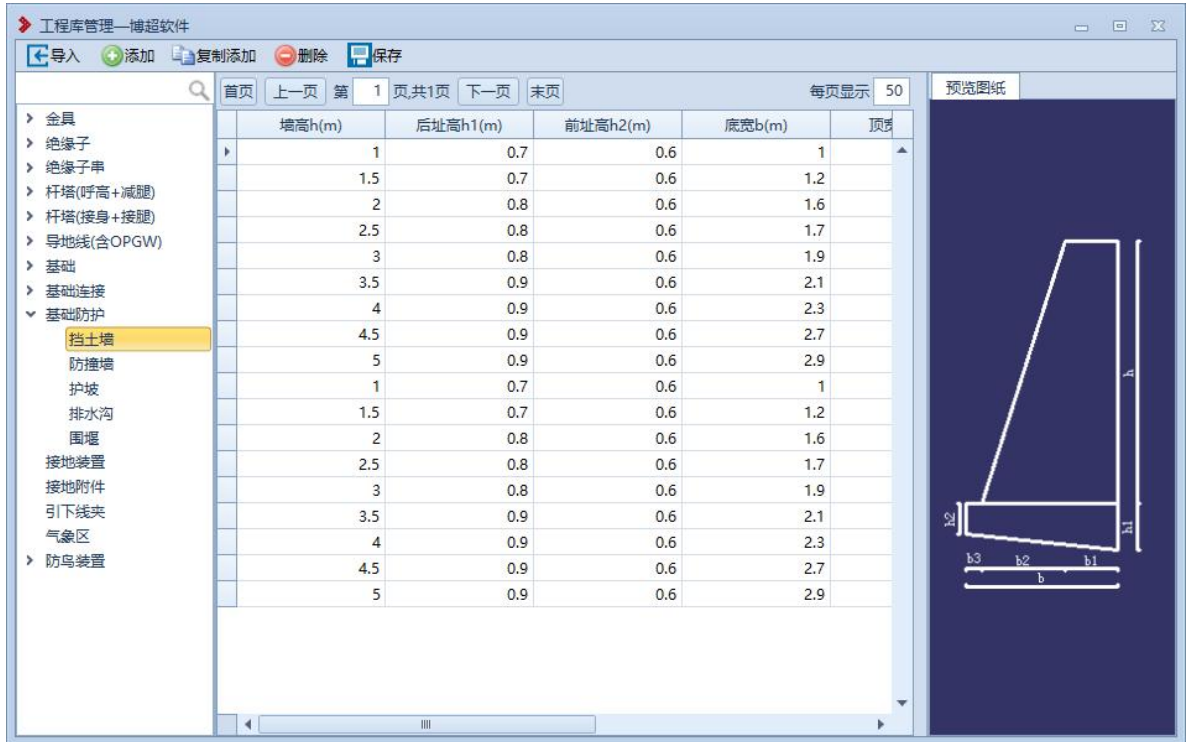 工程库管理—博超软件
导入 添加 复制添加 删除 保存
首页 上一页 第 1 页,共1页 下一页 末页 每页显示 50
金具
绝缘子
绝缘子串
杆塔(呼高+减腿)
杆塔(接身+接腿)
导地线(含OPGW)
基础
基础连接
基础防护
挡土墙
防撞墙
护坡
排水沟
围堰
接地装置
接地附件
引下线夹
气象区
防鸟装置
墙高h(m) 后址高h1(m) 前址高h2(m) 底宽b(m) 顶宽
1 0.7 0.6 1
1.5 0.7 0.6 1.2
2 0.8 0.6 1.6
2.5 0.8 0.6 1.7
3 0.8 0.6 1.9
3.5 0.9 0.6 2.1
4 0.9 0.6 2.3
4.5 0.9 0.6 2.7
5 0.9 0.6 2.9
1 0.7 0.6 1
1.5 0.7 0.6 1.2
2 0.8 0.6 1.6
2.5 0.8 0.6 1.7
3 0.8 0.6 1.9
3.5 0.9 0.6 2.1
4 0.9 0.6 2.3
4.5 0.9 0.6 2.7
5 0.9 0.6 2.9
预览图纸
h
h2
h1
b3 b2 b1
b